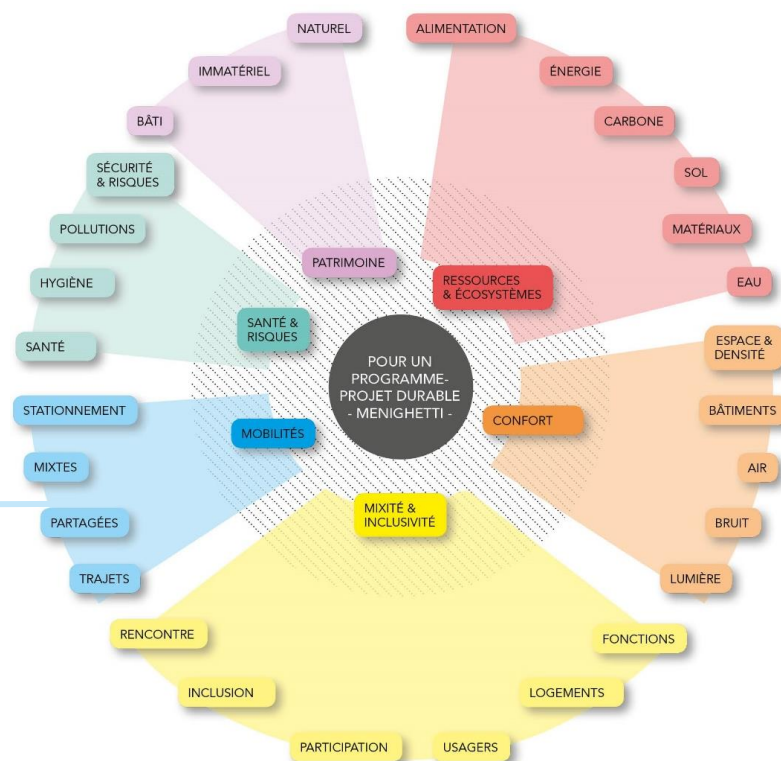 NATUREL
IMMATÉRIEL
BÂTI
PATRIMOINE
ALIMENTATION
ÉNERGIE
CARBONE
SOL
MATÉRIAUX
EAU
RESSOURCES
& ÉCOSYSTÈMES
SÉCURITÉ
& RISQUES
POLLUTIONS
HYGIÈNE
SANTÉ
SANTÉ &
RISQUES
POUR UN
PROGRAMME-
PROJET DURABLE
- MENIGHETTI -
ESPACE &
DENSITÉ
BÂTIMENTS
AIR
BRUIT
LUMIÈRE
CONFORT
STATIONNEMENT
MIXTES
PARTAGÉES
TRAJETS
MOBILITÉS
MIXITÉ &
INCLUSIVITÉ
RENCONTRE
INCLUSION
PARTICIPATION
USAGERS
LOGEMENTS
FONCTIONS